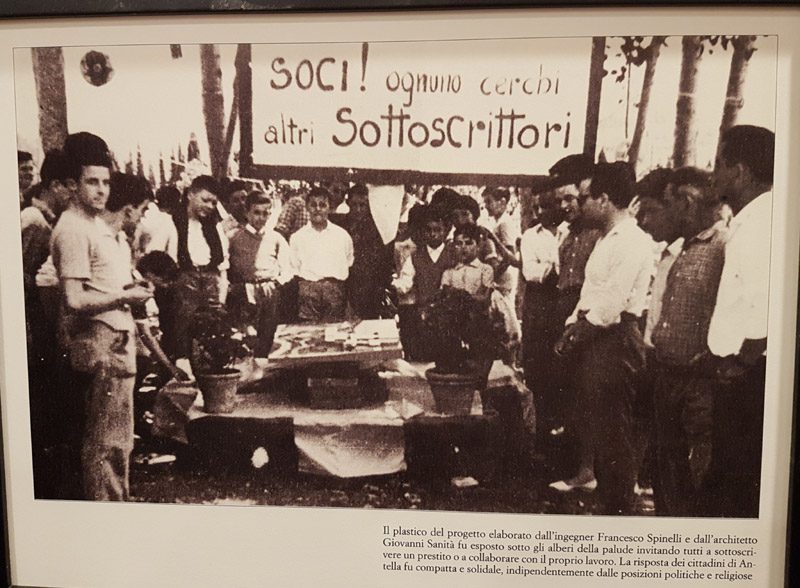 SOCI! ognuno cerchi
altri Sottoscrittori
Il plastico del progetto elaborato dall'ingegner Francesco Spinelli e dall'architetto
Giovanni Sanità fu esposto sotto gli alberi della palude invitando tutti a sottoscri-
vere un prestito o a collaborare con il proprio lavoro. La risposta dei cittadini di An-
tella fu compatta e solidale, indipendentemente dalle posizioni politiche e religiose